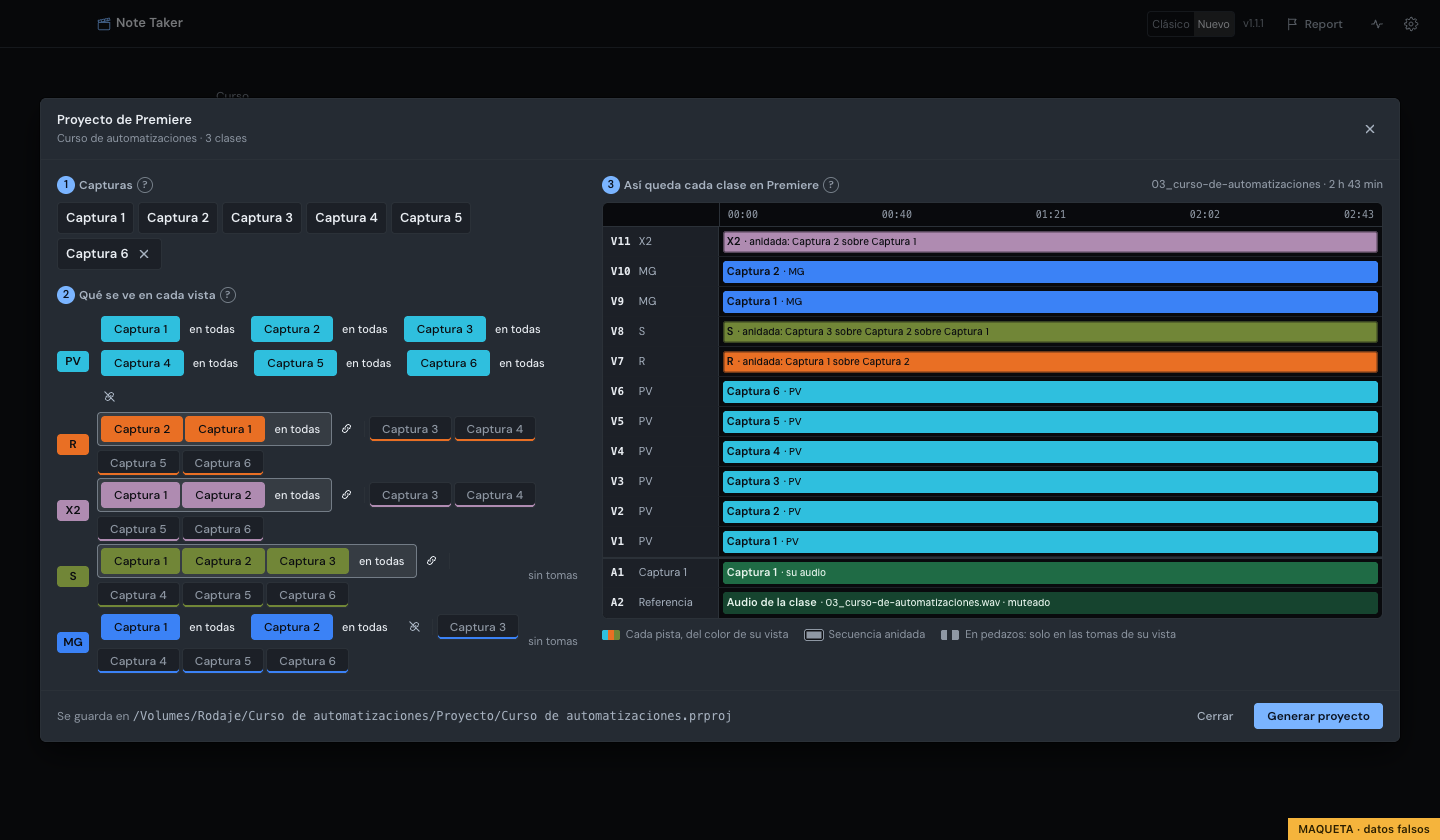 Note Taker
Clásico Nuevo v1.1.1 Report
Curso
Proyecto de Premiere
Curso de automatizaciones · 3 clases
1 Capturas ?
Captura 1 Captura 2 Captura 3 Captura 4 Captura 5
Captura 6
2 Qué se ve en cada vista ?
PV
Captura 1 en todas Captura 2 en todas Captura 3 en todas
Captura 4 en todas Captura 5 en todas Captura 6 en todas
R
Captura 2 Captura 1 en todas Captura 3 Captura 4
Captura 5 Captura 6
X2
Captura 1 Captura 2 en todas Captura 3 Captura 4
Captura 5 Captura 6
S
Captura 1 Captura 2 Captura 3 en todas
sin tomas
Captura 4 Captura 5 Captura 6
MG
Captura 1 en todas Captura 2 en todas Captura 3
sin tomas
Captura 4 Captura 5 Captura 6
3 Así queda cada clase en Premiere ?
03_curso-de-automatizaciones · 2 h 43 min
00:00 00:40 01:21 02:02 02:43
V11 X2 X2 · anidada: Captura 2 sobre Captura 1
V10 MG Captura 2 · MG
V9 MG Captura 1 · MG
V8 S S · anidada: Captura 3 sobre Captura 2 sobre Captura 1
V7 R R · anidada: Captura 1 sobre Captura 2
V6 PV Captura 6 · PV
V5 PV Captura 5 · PV
V4 PV Captura 4 · PV
V3 PV Captura 3 · PV
V2 PV Captura 2 · PV
V1 PV Captura 1 · PV
A1 Captura 1 Captura 1 · su audio
A2 Referencia Audio de la clase · 03_curso-de-automatizaciones.wav · muteado
Cada pista, del color de su vista Secuencia anidada En pedazos: solo en las tomas de su vista
Se guarda en /Volumes/Rodaje/Curso de automatizaciones/Proyecto/Curso de automatizaciones.prproj
Cerrar Generar proyecto
MAQUETA · datos falsos